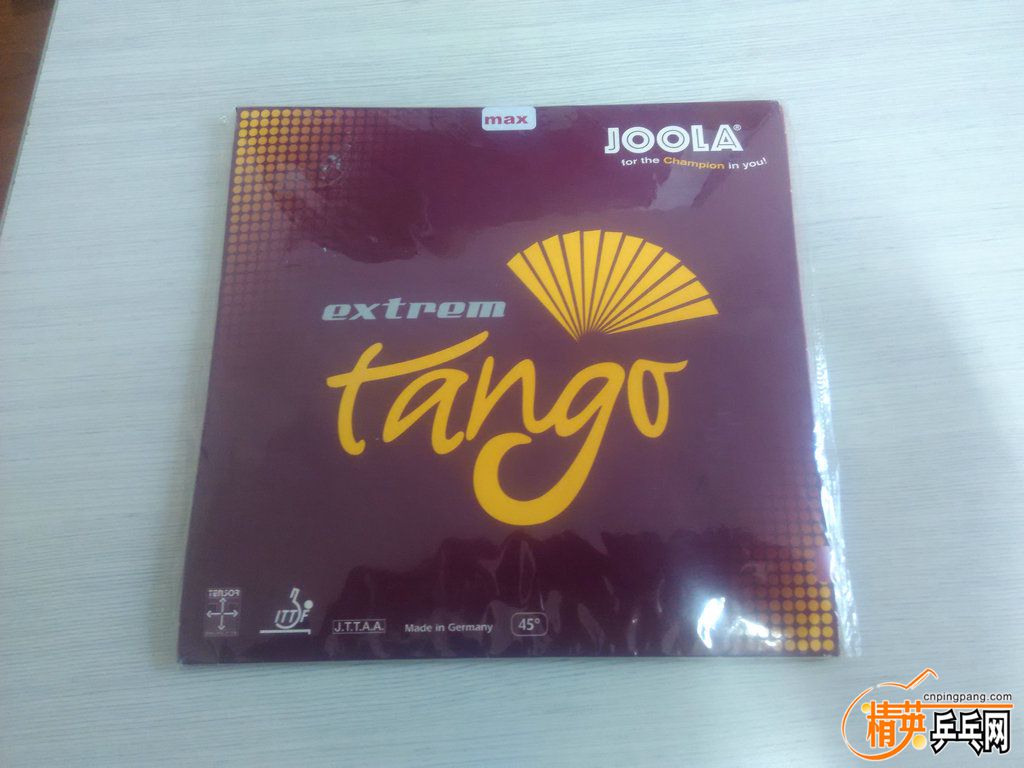 max
JOOLA®
for the Champion in you!
extrem
tango
TENSOR
ITTF
J.T.T.A.A.
Made in Germany
45°
cnpingpang.com
精英乒乓网